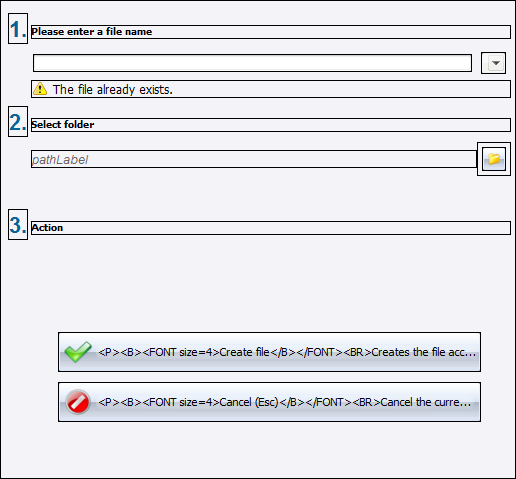 1. Please enter a file name
The file already exists.
2. Select folder
pathLabel
3. Action
<P><B><FONT size=4>Create file</B></FONT><BR>Creates the file acc...
<P><B><FONT size=4>Cancel (Esc)</B></FONT><BR>Cancel the curre...